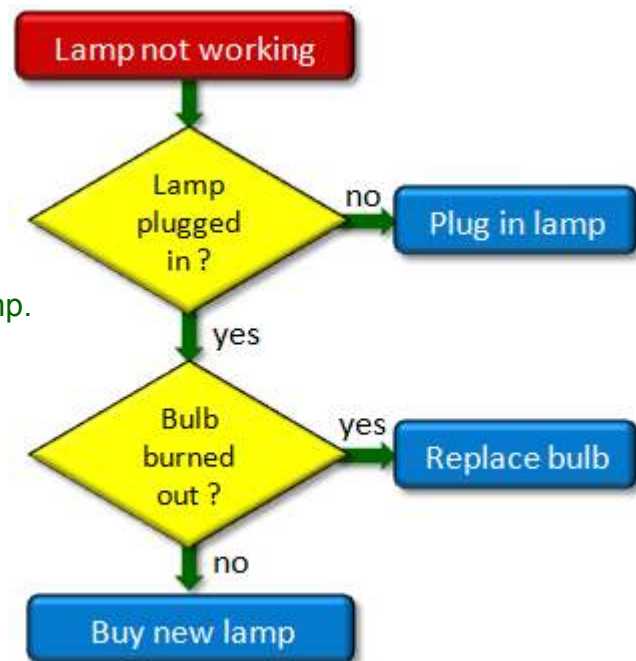 Lamp not working
Lamp
plugged
in ?
no
Plug in lamp
yes
Bulb
burned
out ?
yes
Replace bulb
no
Buy new lamp